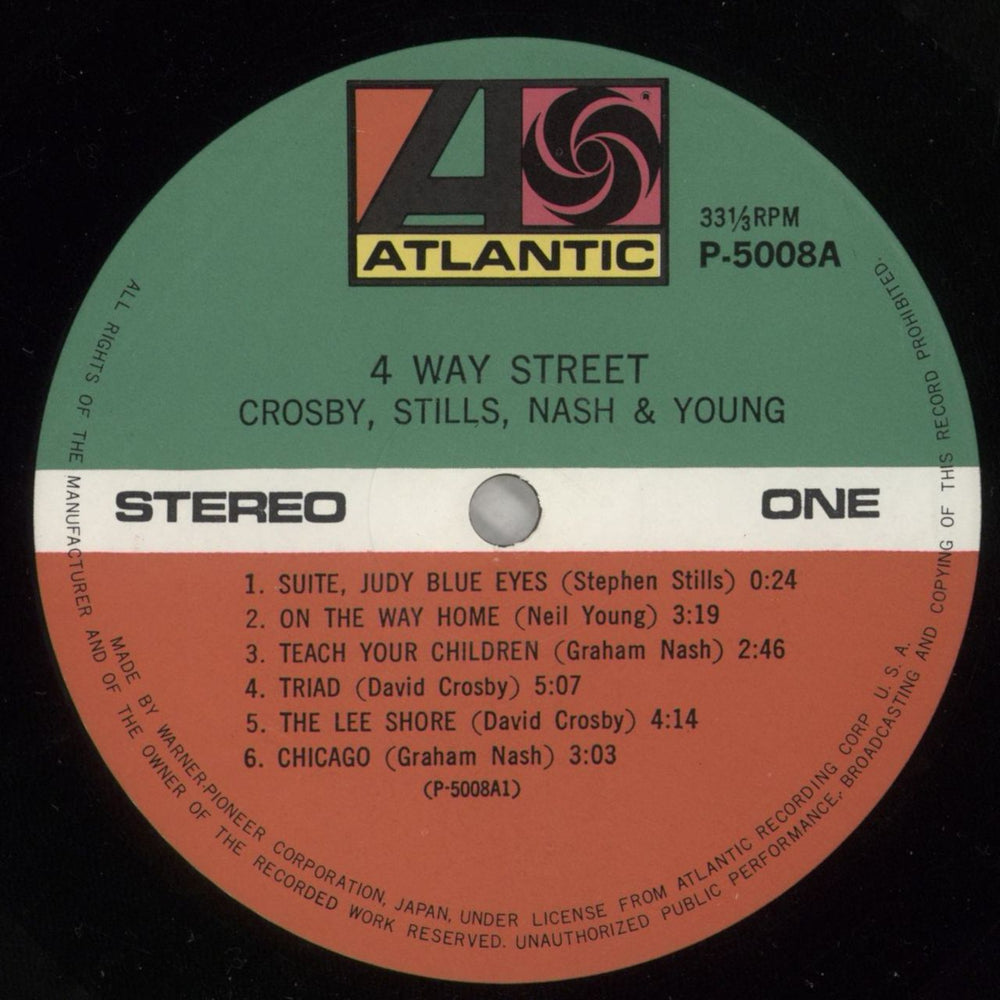 ATLANTIC
®
33⅓RPM
P-5008A
4 WAY STREET
CROSBY, STILLS, NASH & YOUNG
STEREO
ONE
1. SUITE, JUDY BLUE EYES (Stephen Stills) 0:24
2. ON THE WAY HOME (Neil Young) 3:19
3. TEACH YOUR CHILDREN (Graham Nash) 2:46
4. TRIAD (David Crosby) 5:07
5. THE LEE SHORE (David Crosby) 4:14
6. CHICAGO (Graham Nash) 3:03
(P-5008A1)
MADE BY WARNER-PIONEER CORPORATION, JAPAN, UNDER LICENSE FROM ATLANTIC RECORDING CORP. U. S. A.
ALL RIGHTS OF THE MANUFACTURER AND OF THE OWNER OF THE RECORDED WORK RESERVED. UNAUTHORIZED PUBLIC PERFORMANCE, BROADCASTING AND COPYING OF THIS RECORD PROHIBITED.